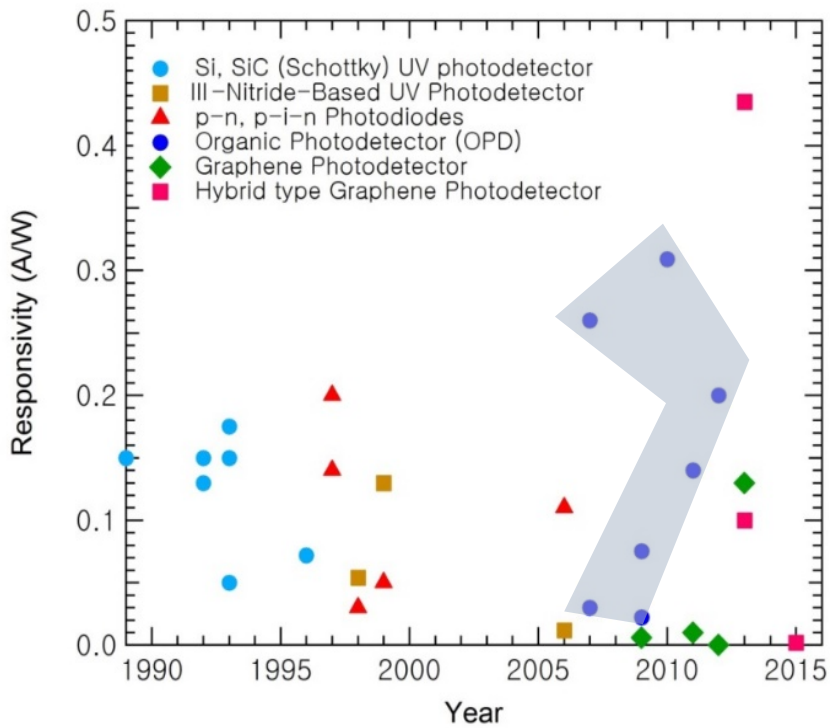 0.5
Si, SiC (Schottky) UV photodetector
III-Nitride-Based UV Photodetector
p-n, p-i-n Photodiodes
0.4
Organic Photodetector (OPD)
Graphene Photodetector
Hybrid type Graphene Photodetector
0.3
Responsivity (A/W)
0.2
0.1
0.0
1990 1995 2000 2005 2010 2015
Year